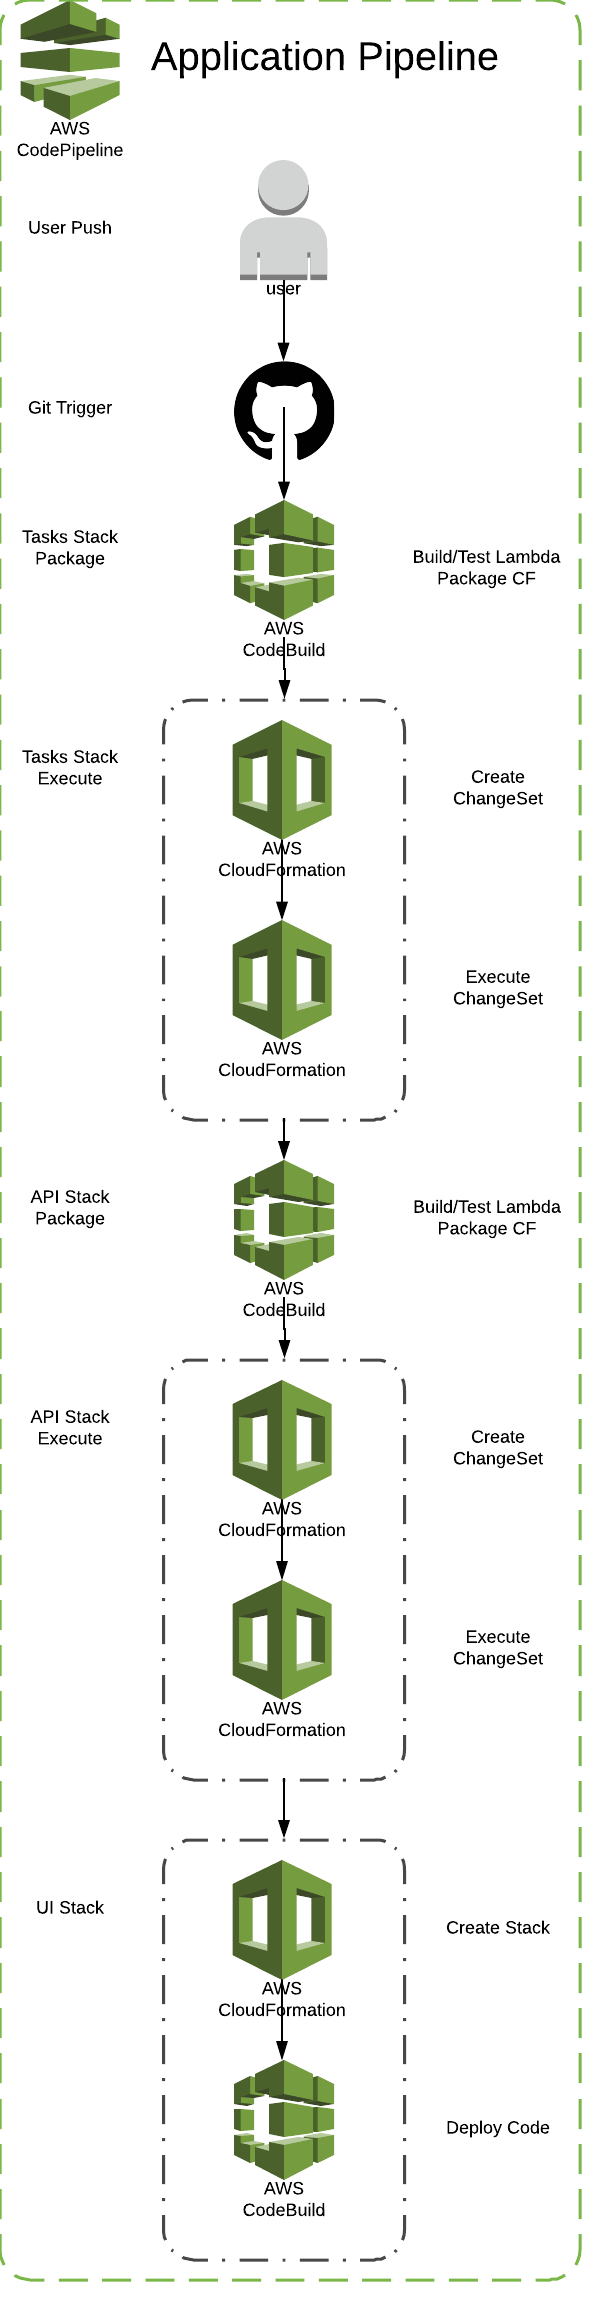 Application Pipeline
AWS
CodePipeline
User Push
user
Git Trigger
Tasks Stack
Package
Build/Test Lambda
Package CF
AWS
CodeBuild
Tasks Stack
Execute
Create
ChangeSet
AWS
CloudFormation
Execute
ChangeSet
AWS
CloudFormation
API Stack
Package
Build/Test Lambda
Package CF
AWS
CodeBuild
API Stack
Execute
Create
ChangeSet
AWS
CloudFormation
Execute
ChangeSet
AWS
CloudFormation
UI Stack
Create Stack
AWS
CloudFormation
Deploy Code
AWS
CodeBuild